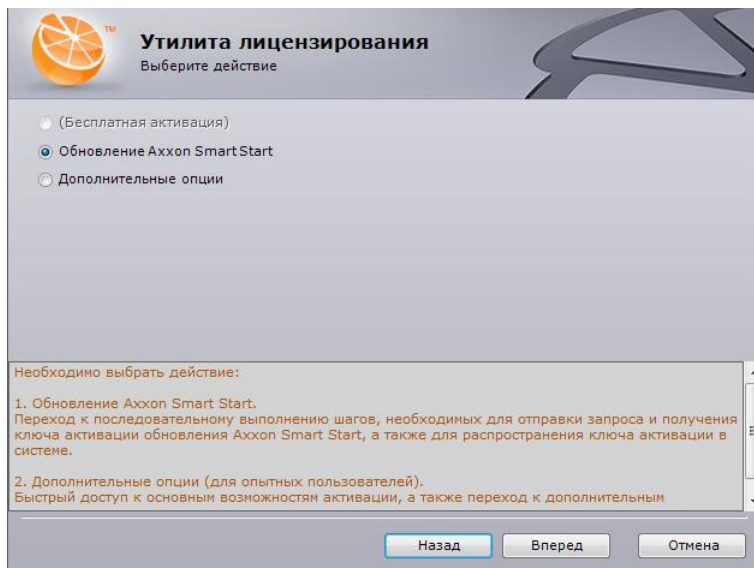 TM
Утилита лицензирования
Выберите действие
(Бесплатная активация)
Обновление Axxon Smart Start
Дополнительные опции
Необходимо выбрать действие:
1. Обновление Axxon Smart Start.
Переход к последовательному выполнению шагов, необходимых для отправки запроса и получения
ключа активации обновления Axxon Smart Start, а также для распространения ключа активации в
системе.
2. Дополнительные опции (для опытных пользователей).
Быстрый доступ к основным возможностям активации, а также переход к дополнительным
Назад
Вперед
Отмена